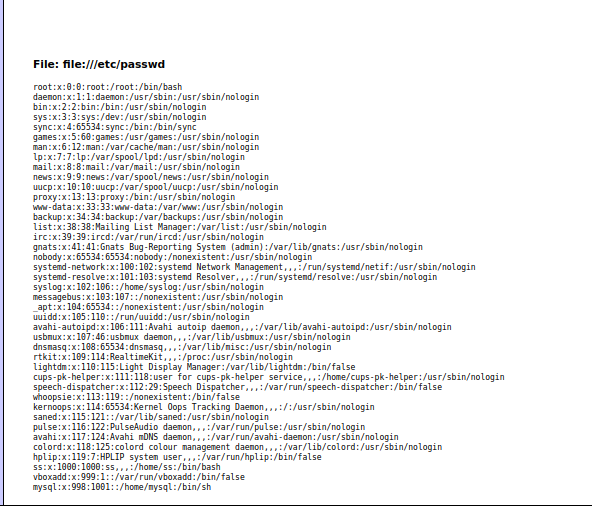 File: file:///etc/passwd
root:x:0:0:root:/root:/bin/bash
daemon:x:1:1:daemon:/usr/sbin:/usr/sbin/nologin
bin:x:2:2:bin:/bin:/usr/sbin/nologin
sys:x:3:3:sys:/dev:/usr/sbin/nologin
sync:x:4:65534:sync:/bin:/bin/sync
games:x:5:60:games:/usr/games:/usr/sbin/nologin
man:x:6:12:man:/var/cache/man:/usr/sbin/nologin
lp:x:7:7:lp:/var/spool/lpd:/usr/sbin/nologin
mail:x:8:8:mail:/var/mail:/usr/sbin/nologin
news:x:9:9:news:/var/spool/news:/usr/sbin/nologin
uucp:x:10:10:uucp:/var/spool/uucp:/usr/sbin/nologin
proxy:x:13:13:proxy:/bin:/usr/sbin/nologin
www-data:x:33:33:www-data:/var/www:/usr/sbin/nologin
backup:x:34:34:backup:/var/backups:/usr/sbin/nologin
list:x:38:38:Mailing List Manager:/var/list:/usr/sbin/nologin
irc:x:39:39:ircd:/var/run/ircd:/usr/sbin/nologin
gnats:x:41:41:Gnats Bug-Reporting System (admin):/var/lib/gnats:/usr/sbin/nologin
nobody:x:65534:65534:nobody:/nonexistent:/usr/sbin/nologin
systemd-network:x:100:102:systemd Network Management,,,:/run/systemd/netif:/usr/sbin/nologin
systemd-resolve:x:101:103:systemd Resolver,,,:/run/systemd/resolve:/usr/sbin/nologin
syslog:x:102:106::/home/syslog:/usr/sbin/nologin
messagebus:x:103:107::/nonexistent:/usr/sbin/nologin
_apt:x:104:65534::/nonexistent:/usr/sbin/nologin
uuidd:x:105:110::/run/uuidd:/usr/sbin/nologin
avahi-autoipd:x:106:111:Avahi autoip daemon,,,:/var/lib/avahi-autoipd:/usr/sbin/nologin
usbmux:x:107:46:usbmux daemon,,,:/var/lib/usbmux:/usr/sbin/nologin
dnsmasq:x:108:65534:dnsmasq,,,:/var/lib/misc:/usr/sbin/nologin
rtkit:x:109:114:RealtimeKit,,,:/proc:/usr/sbin/nologin
lightdm:x:110:115:Light Display Manager:/var/lib/lightdm:/bin/false
cups-pk-helper:x:111:118:user for cups-pk-helper service,,,:/home/cups-pk-helper:/usr/sbin/nologin
speech-dispatcher:x:112:29:Speech Dispatcher,,,:/var/run/speech-dispatcher:/bin/false
whoopsie:x:113:119::/nonexistent:/bin/false
kernoops:x:114:65534:Kernel Oops Tracking Daemon,,,:/:/usr/sbin/nologin
saned:x:115:121::/var/lib/saned:/usr/sbin/nologin
pulse:x:116:122:PulseAudio daemon,,,:/var/run/pulse:/usr/sbin/nologin
avahi:x:117:124:Avahi mDNS daemon,,,:/var/run/avahi-daemon:/usr/sbin/nologin
colord:x:118:125:colord colour management daemon,,,:/var/lib/colord:/usr/sbin/nologin
hplip:x:119:7:HPLIP system user,,,:/var/run/hplip:/bin/false
ss:x:1000:1000:ss,,,:/home/ss:/bin/bash
vboxadd:x:999:1::/var/run/vboxadd:/bin/false
mysql:x:998:1001::/home/mysql:/bin/sh